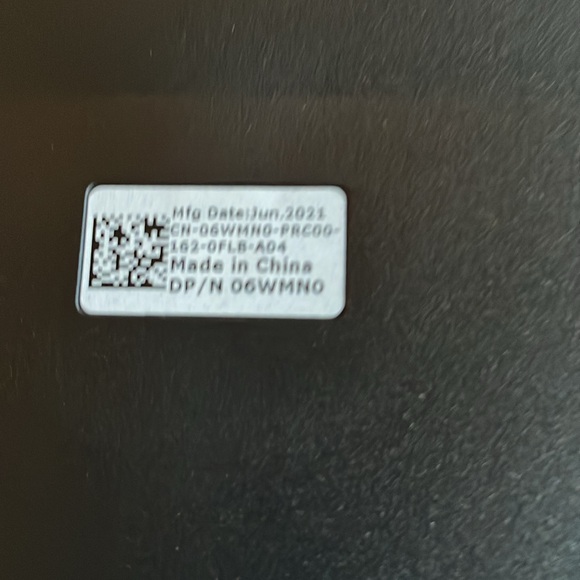 Mfg Date:Jun.2021
CN-06WMN0-PRC00-
162-0FLB-A04
Made in China
DP/N 06WMN0